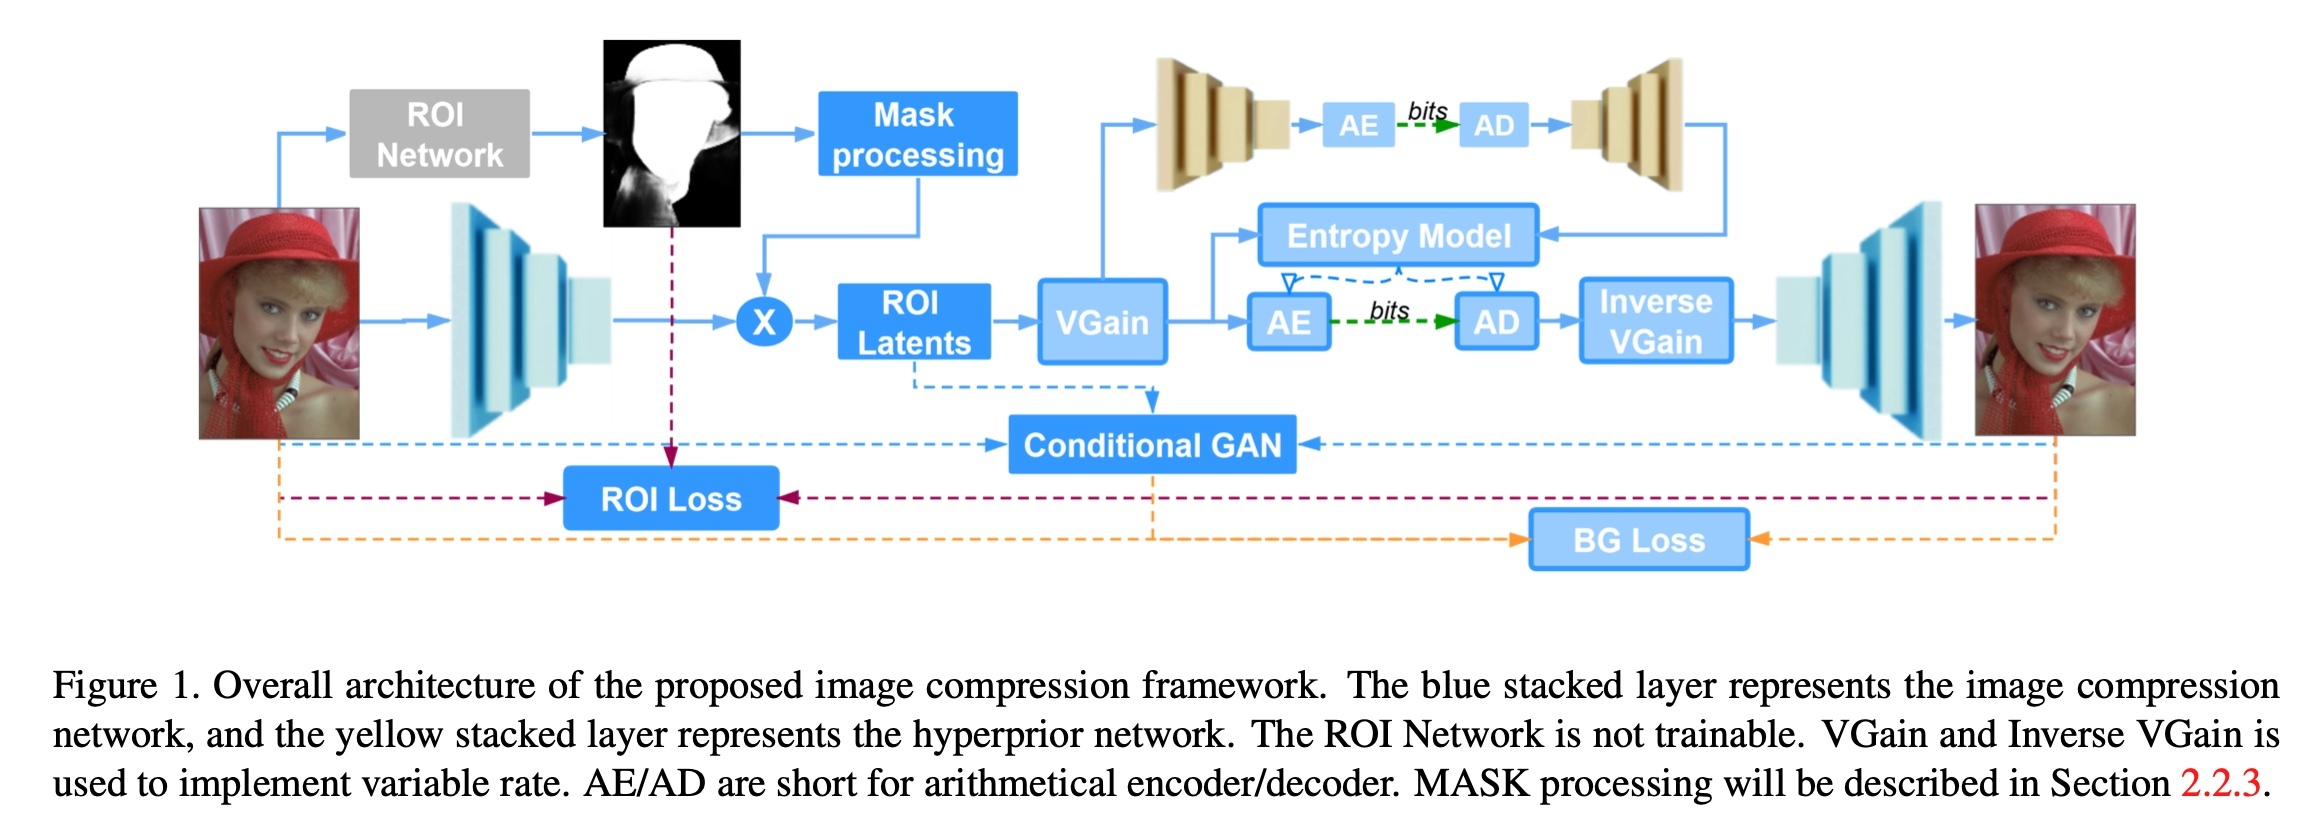 ROI
Network
Mask
processing
AE
bits
AD
Entropy Model
X
ROI
Latents
VGain
AE
bits
AD
Inverse
VGain
Conditional GAN
ROI Loss
BG Loss
Figure 1. Overall architecture of the proposed image compression framework. The blue stacked layer represents the image compression
network, and the yellow stacked layer represents the hyperprior network. The ROI Network is not trainable. VGain and Inverse VGain is
used to implement variable rate. AE/AD are short for arithmetical encoder/decoder. MASK processing will be described in Section 2.2.3.